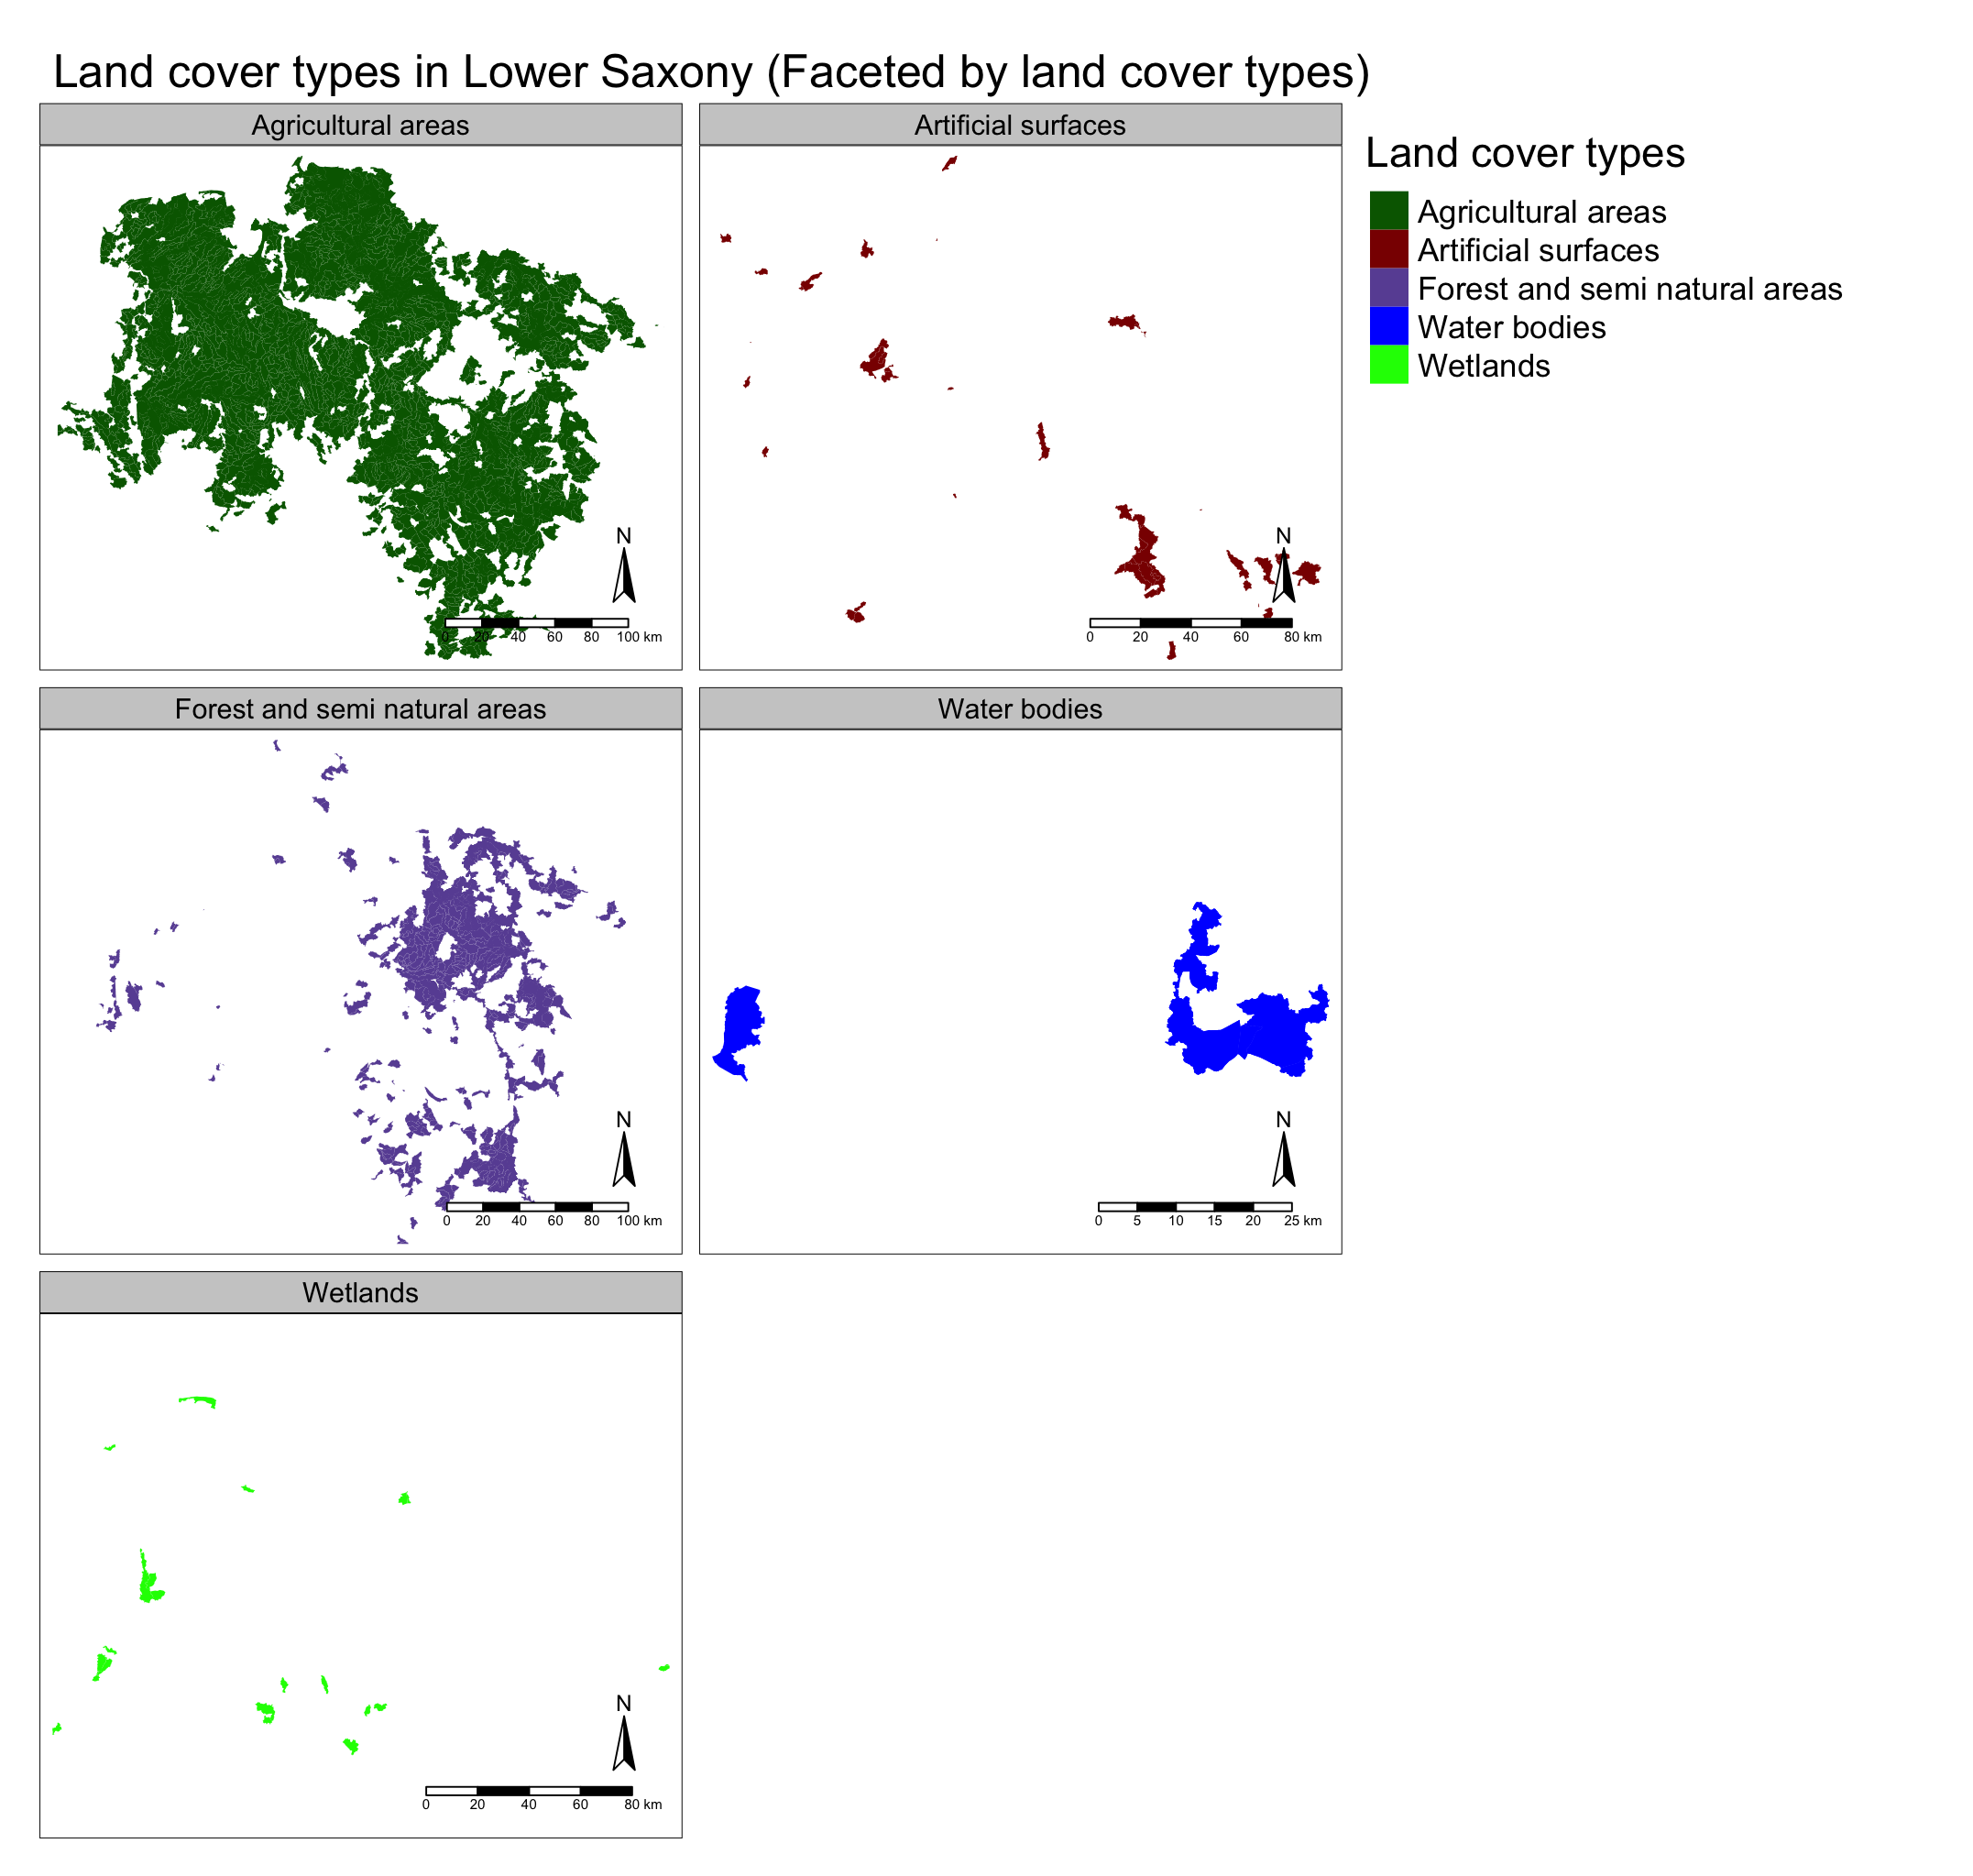 Land cover types in Lower Saxony (Faceted by land cover types)
Agricultural areas
Artificial surfaces
Land cover types
Agricultural areas
Artificial surfaces
Forest and semi natural areas
Water bodies
Wetlands
N
0 20 40 60 80 100 km
N
0 20 40 60 80 km
Forest and semi natural areas
Water bodies
N
0 20 40 60 80 100 km
N
0 5 10 15 20 25 km
Wetlands
N
0 20 40 60 80 km